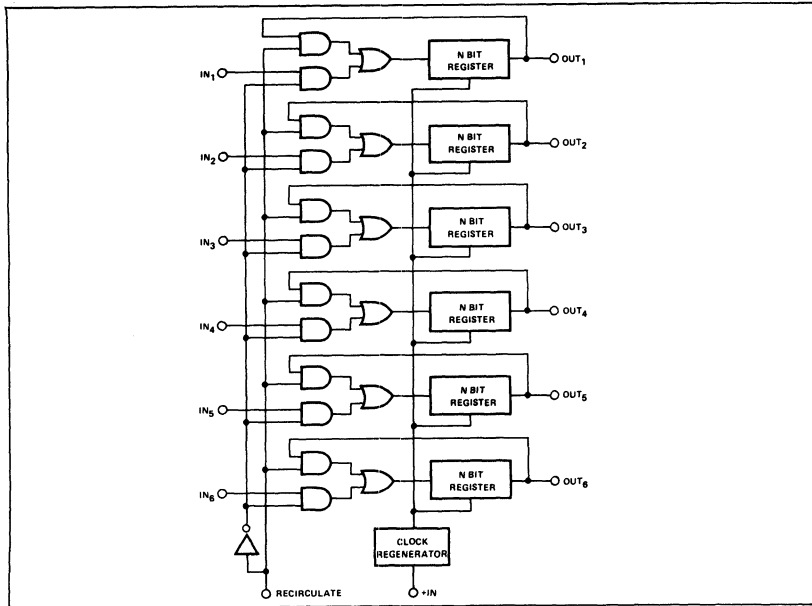 N BIT
REGISTER
IN₁
OUT₁
N BIT
REGISTER
IN₂
OUT₂
N BIT
REGISTER
IN₃
OUT₃
N BIT
REGISTER
IN₄
OUT₄
N BIT
REGISTER
IN₅
OUT₅
N BIT
REGISTER
IN₆
OUT₆
CLOCK
REGENERATOR
RECIRCULATE
+IN